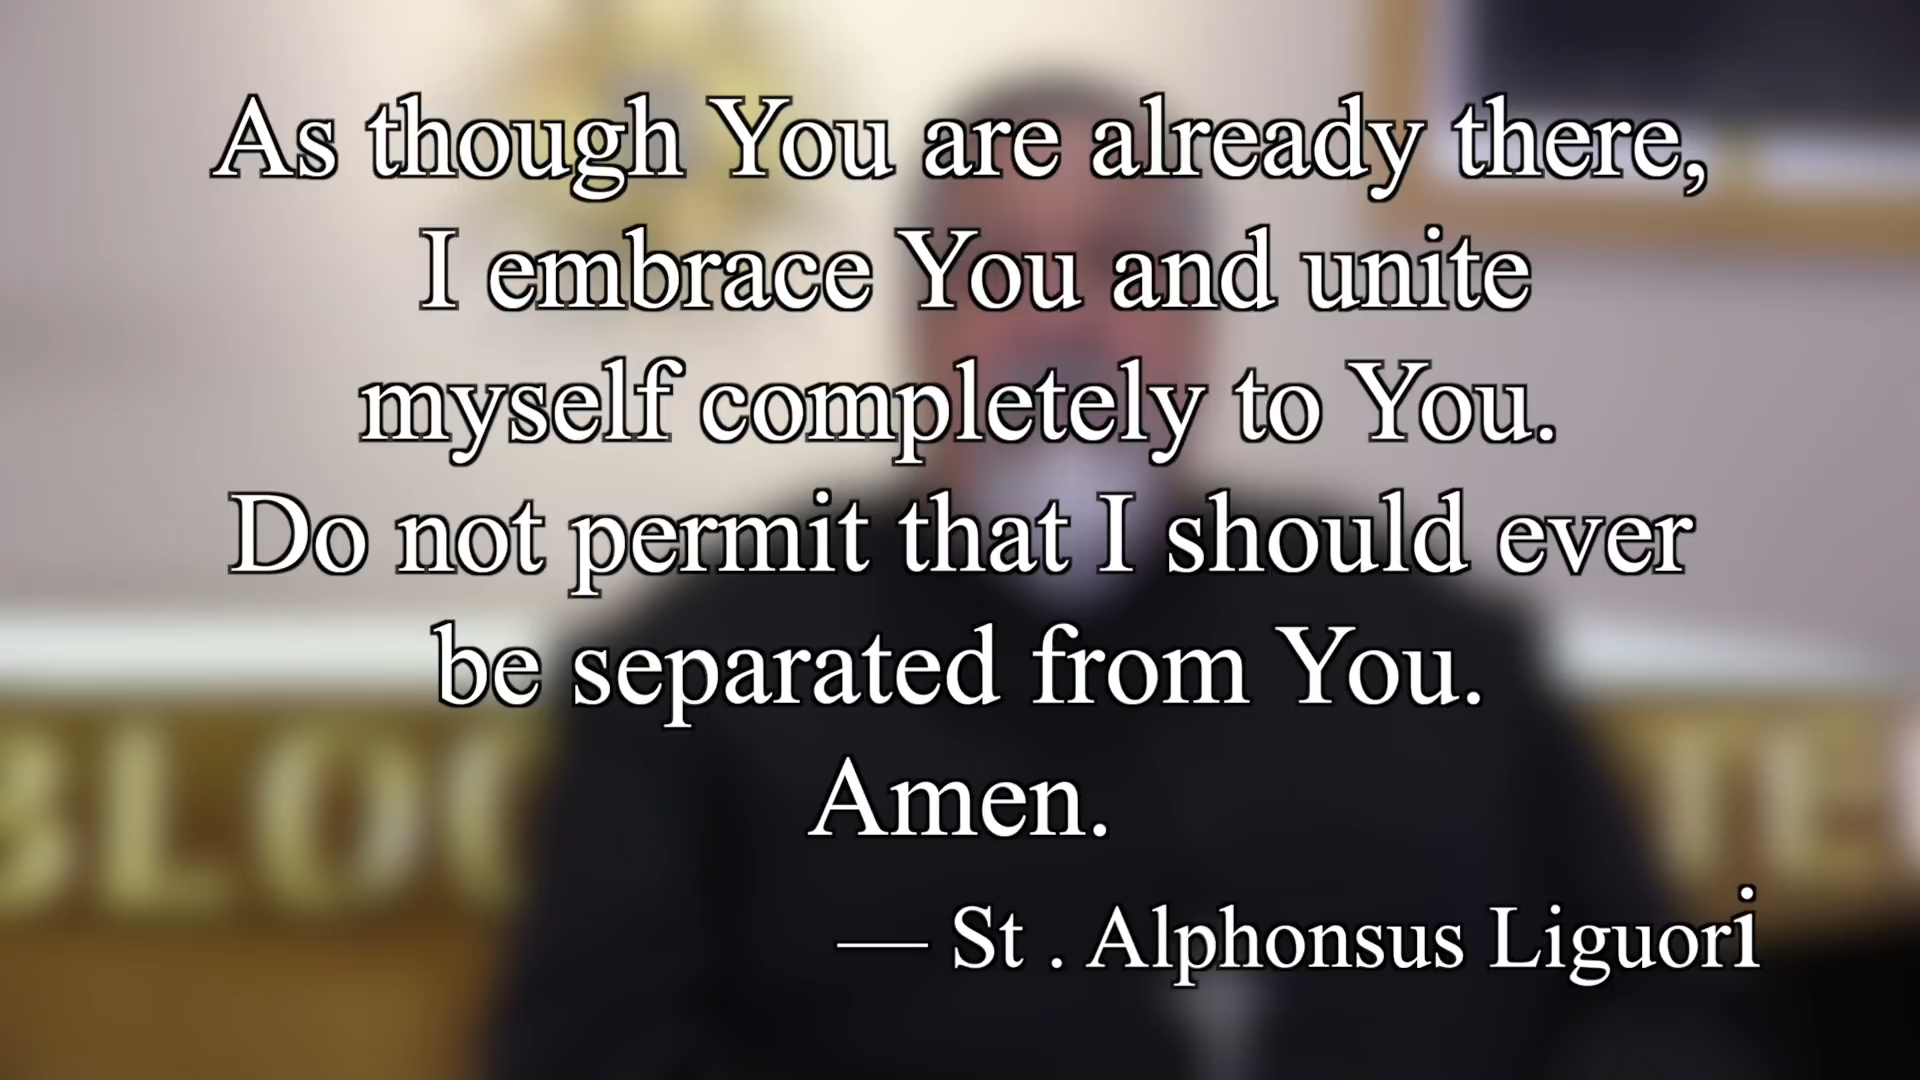 As though You are already there,
I embrace You and unite
myself completely to You.
Do not permit that I should ever
be separated from You.
Amen.
— St . Alphonsus Liguori